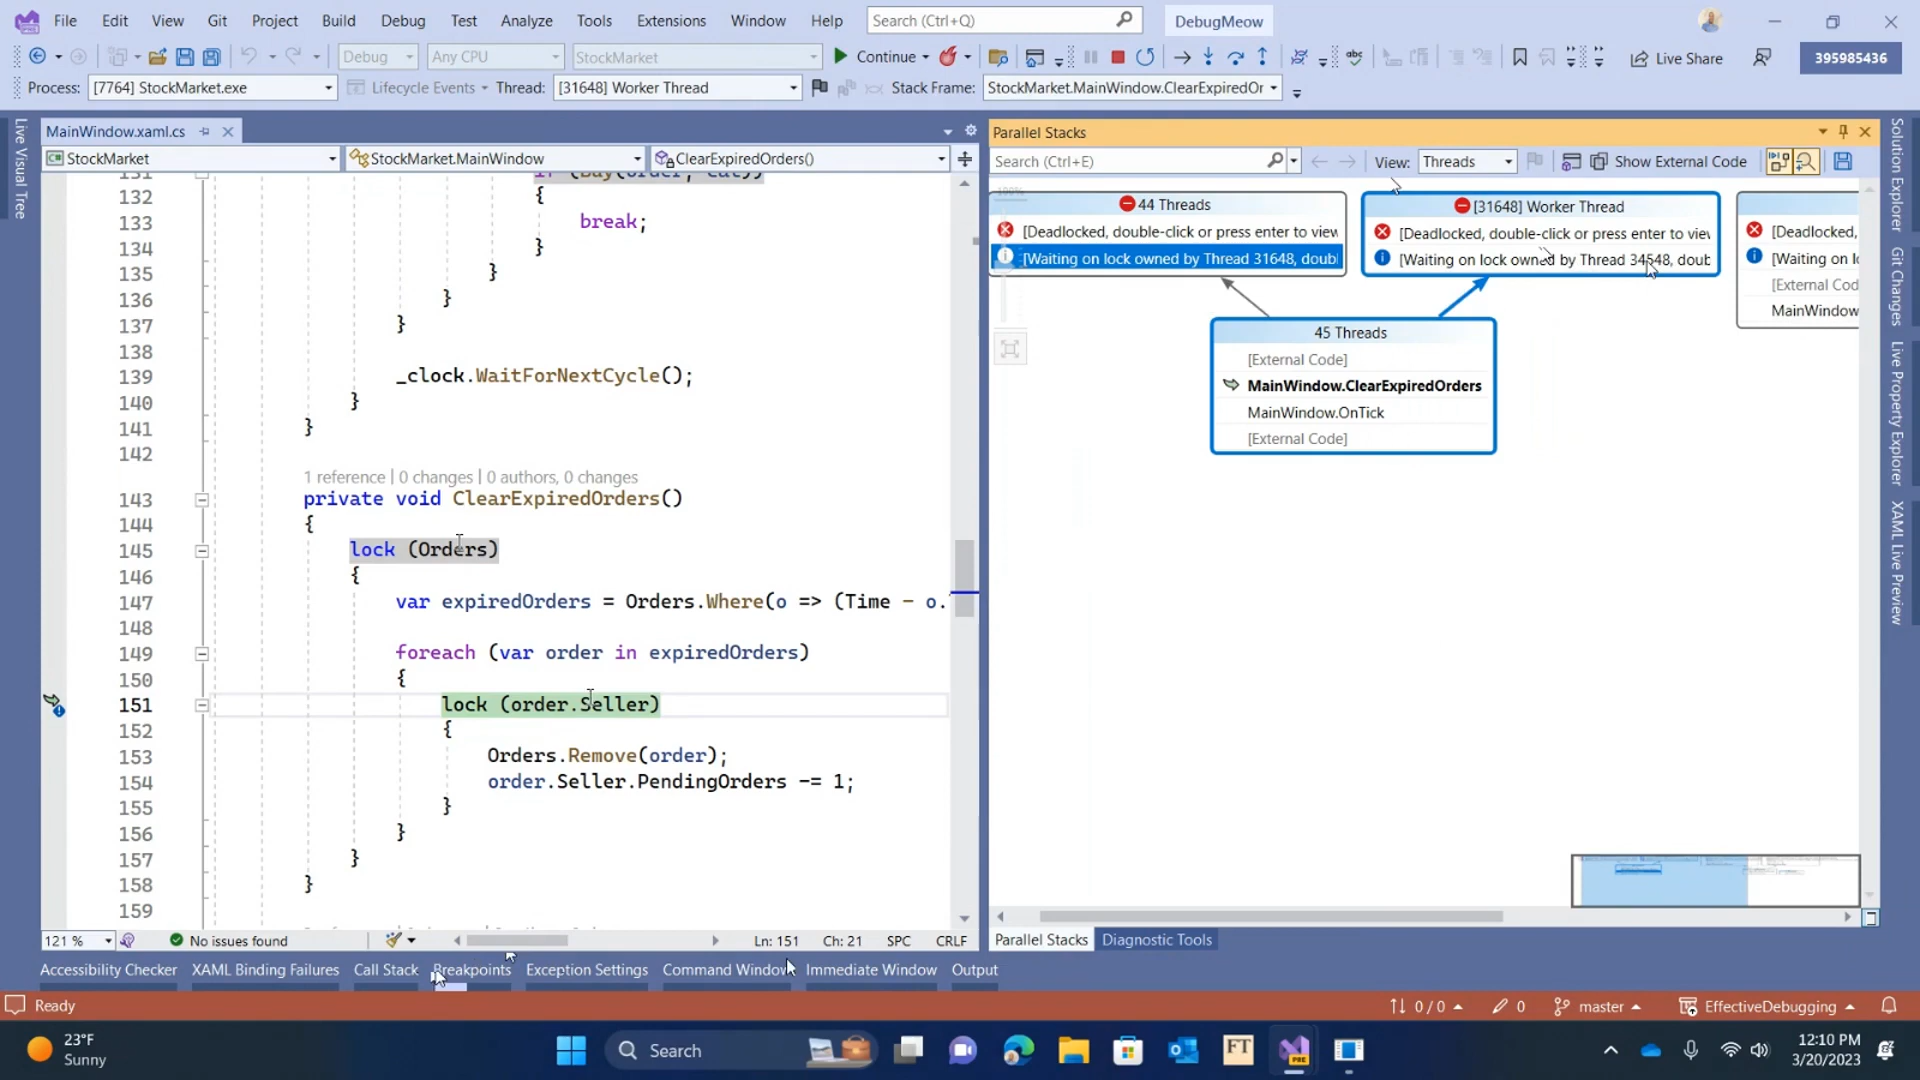 File Edit View Git Project Build Debug Test Analyze Tools Extensions Window Help Search (Ctrl+Q) DebugMeow
Debug Any CPU StockMarket Continue Live Share 395985436
Process: [7764] StockMarket.exe Lifecycle Events Thread: [31648] Worker Thread Stack Frame: StockMarket.MainWindow.ClearExpiredOr
Live Visual Tree
MainWindow.xaml.cs
StockMarket StockMarket.MainWindow ClearExpiredOrders()
132 {
133 break;
134 }
135 }
136 }
137 }
138
139 _clock.WaitForNextCycle();
140 }
141 }
142
1 reference | 0 changes | 0 authors, 0 changes
143 private void ClearExpiredOrders()
144 {
145 lock (Orders)
146 {
147 var expiredOrders = Orders.Where(o => (Time - o.
148
149 foreach (var order in expiredOrders)
150 {
151 lock (order.Seller)
152 {
153 Orders.Remove(order);
154 order.Seller.PendingOrders -= 1;
155 }
156 }
157 }
158 }
159
121 % No issues found Ln: 151 Ch: 21 SPC CRLF
Parallel Stacks
Search (Ctrl+E) View: Threads Show External Code
100%
44 Threads
[Deadlocked, double-click or press enter to view
[Waiting on lock owned by Thread 31648, doubl
[31648] Worker Thread
[Deadlocked, double-click or press enter to view
[Waiting on lock owned by Thread 34548, doub
[Deadlocked,
[Waiting on lo
[External Cod
MainWindow
45 Threads
[External Code]
MainWindow.ClearExpiredOrders
MainWindow.OnTick
[External Code]
Parallel Stacks Diagnostic Tools
Solution Explorer
Git Changes
Live Property Explorer
XAML Live Preview
Accessibility Checker XAML Binding Failures Call Stack Breakpoints Exception Settings Command Window Immediate Window Output
Ready 0 / 0 0 master EffectiveDebugging
23°F
Sunny
Search
FT
PRE
12:10 PM
3/20/2023